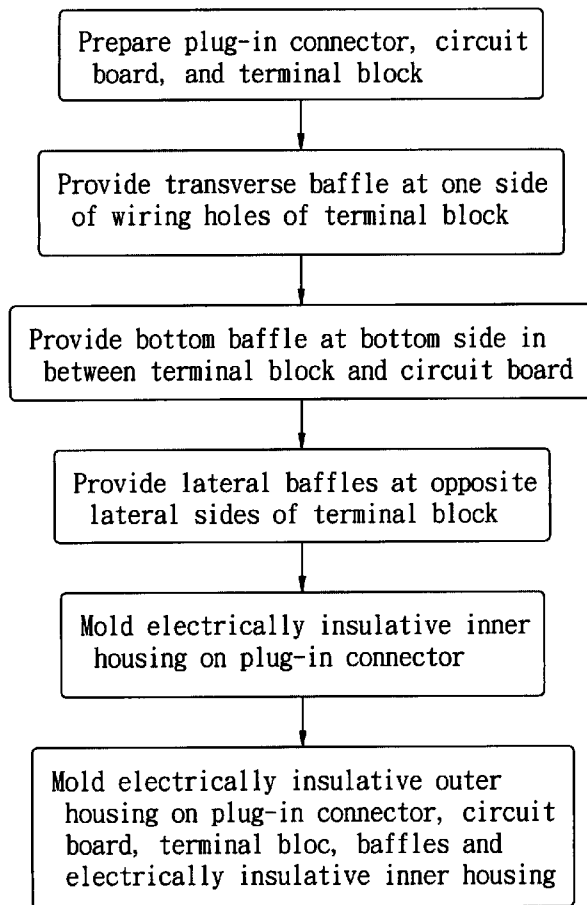 Prepare plug-in connector, circuit
board, and terminal block
Provide transverse baffle at one side
of wiring holes of terminal block
Provide bottom baffle at bottom side in
between terminal block and circuit board
Provide lateral baffles at opposite
lateral sides of terminal block
Mold electrically insulative inner
housing on plug-in connector
Mold electrically insulative outer
housing on plug-in connector, circuit
board, terminal bloc, baffles and
electrically insulative inner housing